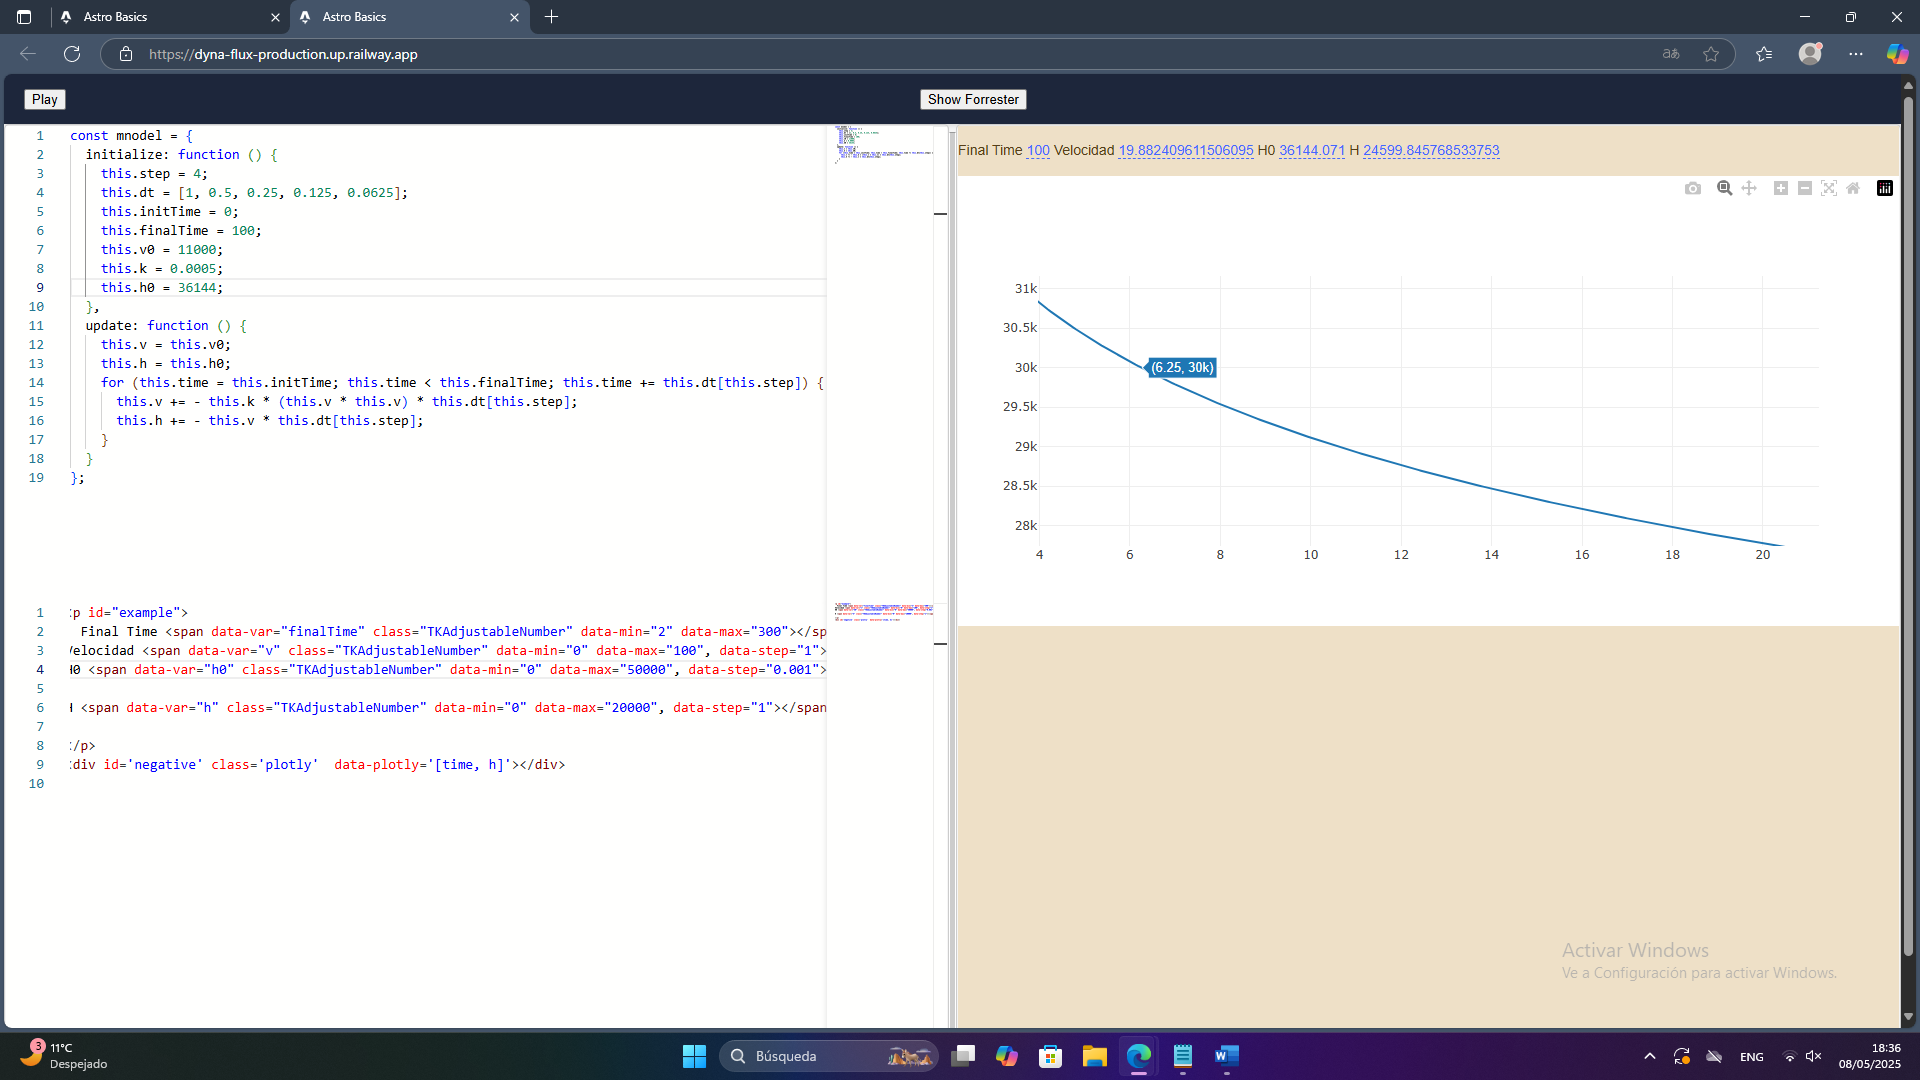 Astro Basics
Astro Basics
https://dyna-flux-production.up.railway.app
Play
Show Forrester
1 const mnodel = {
2 initialize: function () {
3 this.step = 4;
4 this.dt = [1, 0.5, 0.25, 0.125, 0.0625];
5 this.initTime = 0;
6 this.finalTime = 100;
7 this.v0 = 11000;
8 this.k = 0.0005;
9 this.h0 = 36144;
10 },
11 update: function () {
12 this.v = this.v0;
13 this.h = this.h0;
14 for (this.time = this.initTime; this.time < this.finalTime; this.time += this.dt[this.step]) {
15 this.v += - this.k * (this.v * this.v) * this.dt[this.step];
16 this.h += - this.v * this.dt[this.step];
17 }
18 }
19 };
1 p id="example">
2 Final Time <span data-var="finalTime" class="TKAdjustableNumber" data-min="2" data-max="300"></sp
3 elocidad <span data-var="v" class="TKAdjustableNumber" data-min="0" data-max="100", data-step="1">
4 0 <span data-var="h0" class="TKAdjustableNumber" data-min="0" data-max="50000", data-step="0.001">
5
6 <span data-var="h" class="TKAdjustableNumber" data-min="0" data-max="20000", data-step="1"></span
7
8 /p>
9 div id='negative' class='plotly' data-plotly='[time, h]'></div>
10
Final Time 100 Velocidad 19.882409611506095 H0 36144.071 H 24599.845768533753
31k
30.5k
30k
29.5k
29k
28.5k
28k
(6.25, 30k)
4 6 8 10 12 14 16 18 20
Activar Windows
Ve a Configuración para activar Windows.
3
11°C
Despejado
Búsqueda
ENG
18:36
08/05/2025